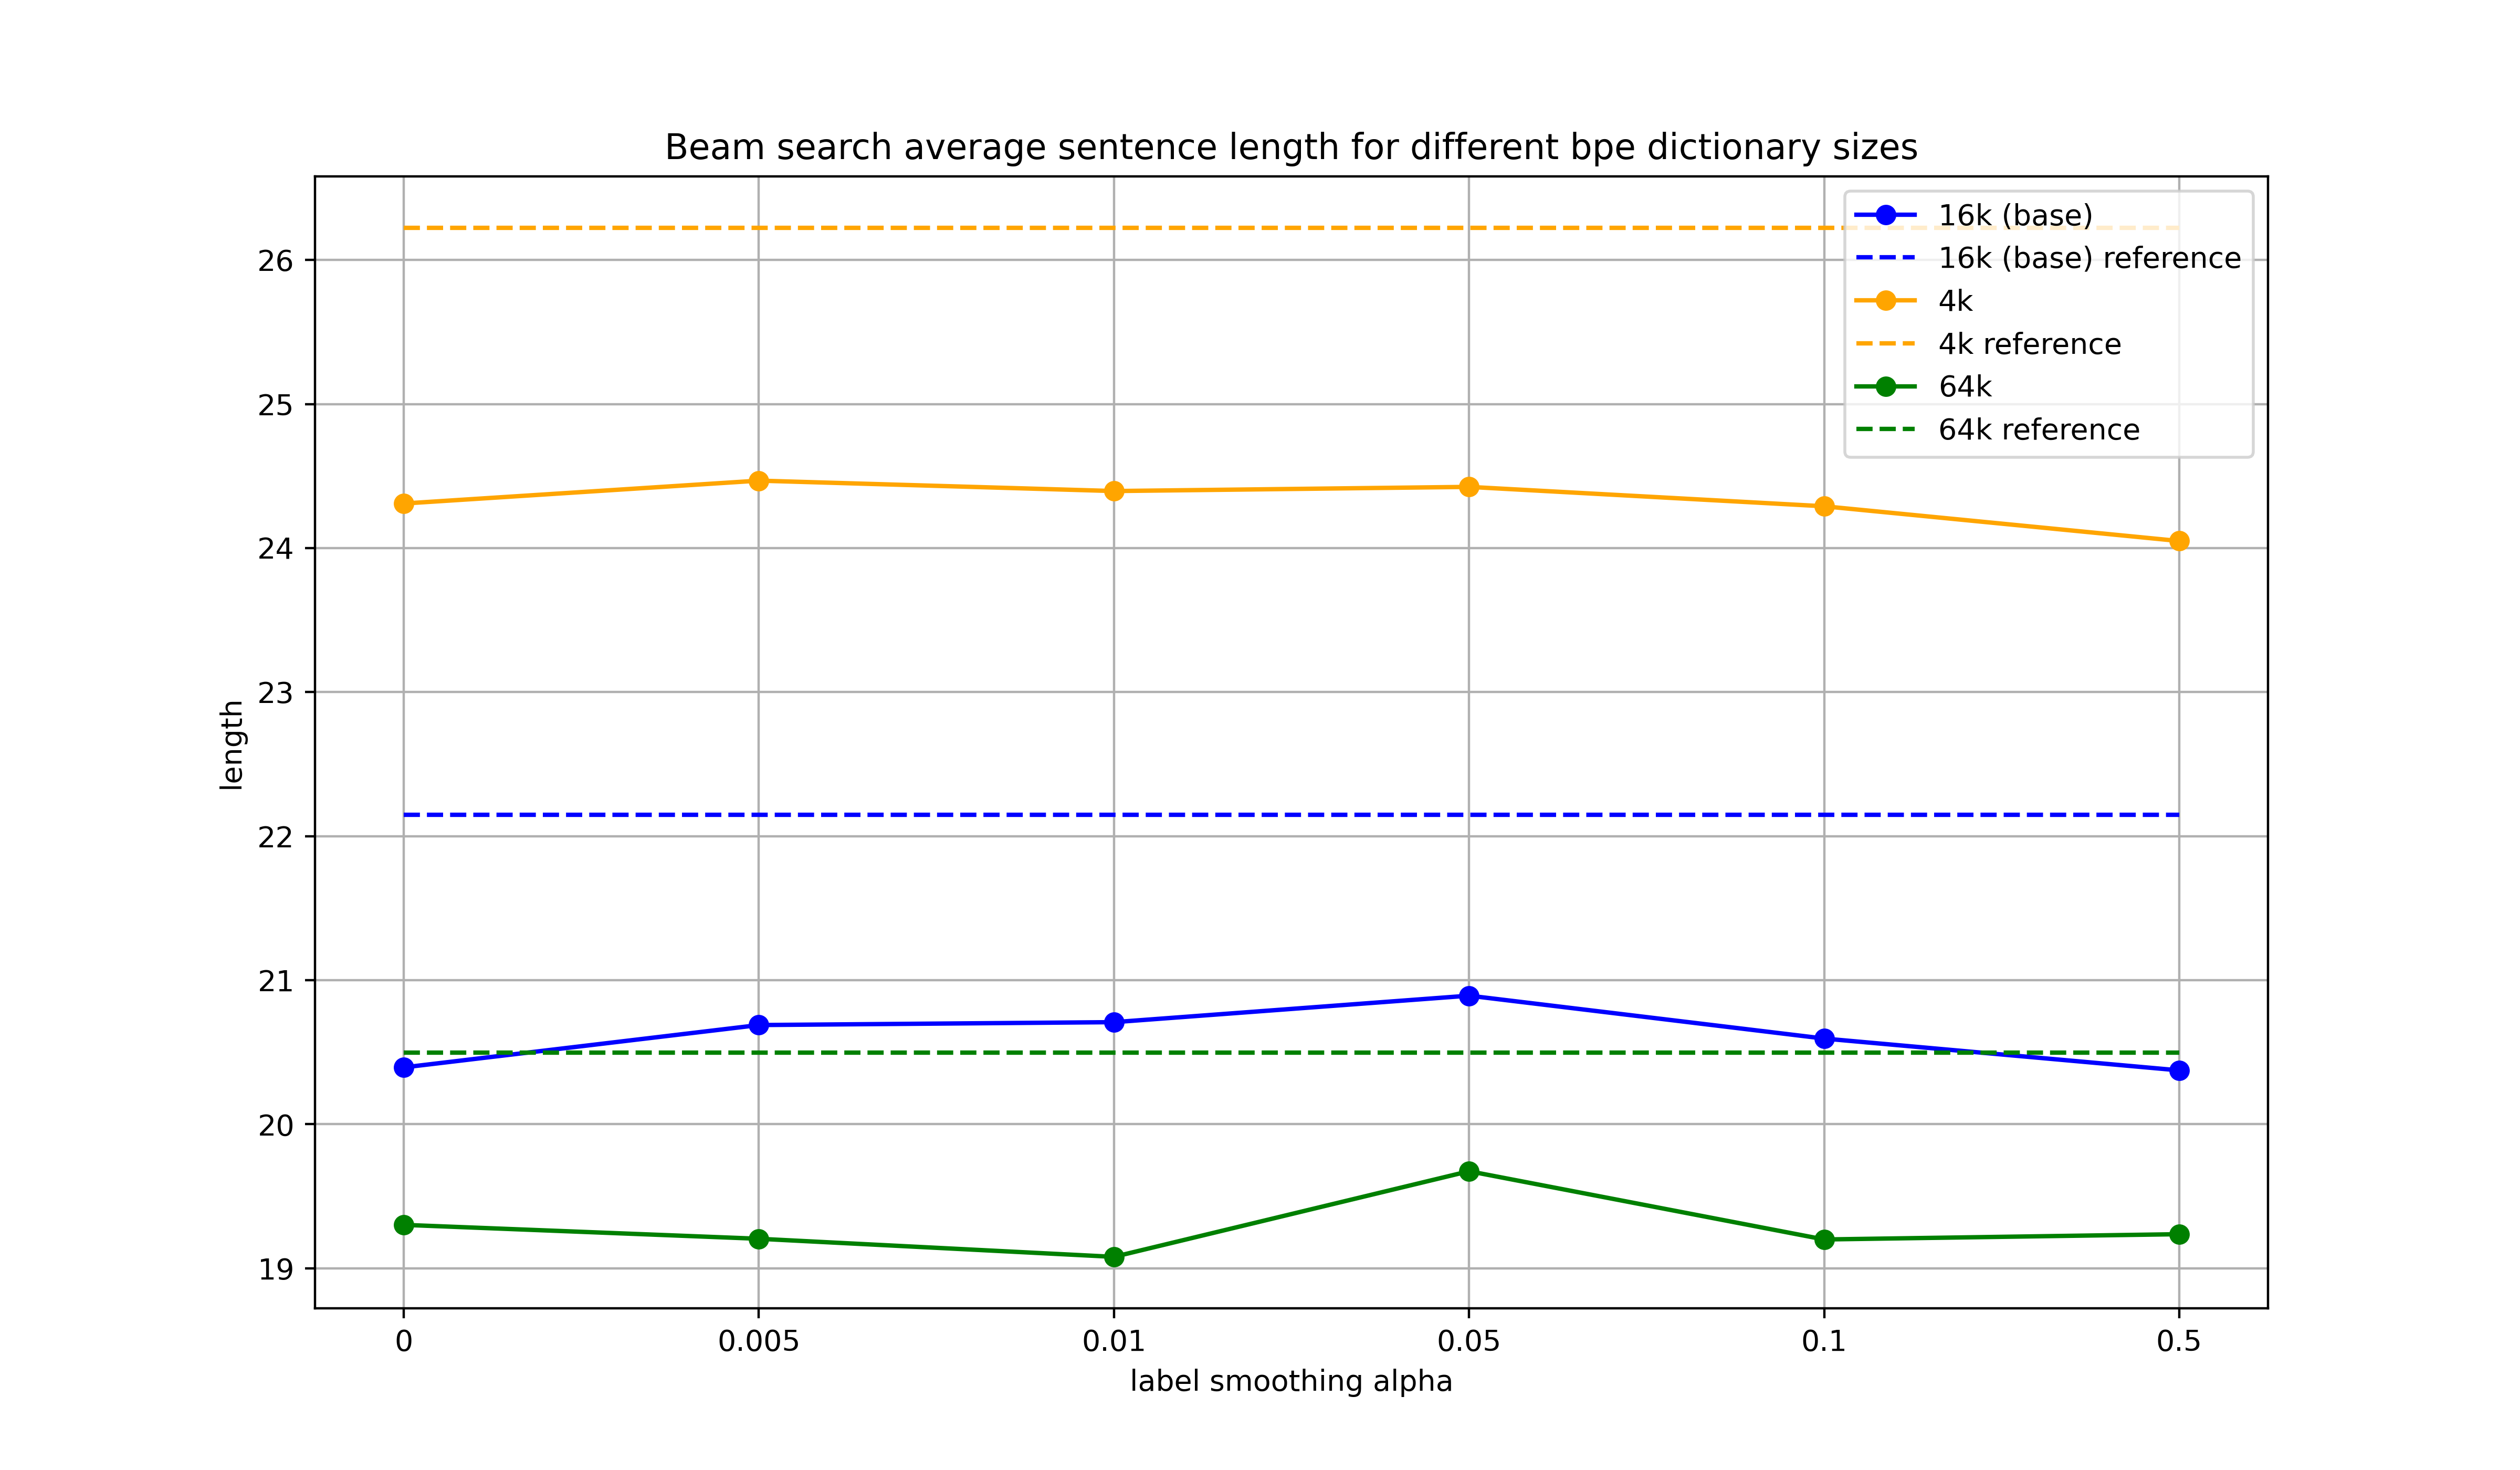 Beam search average sentence length for different bpe dictionary sizes
16k (base)
16k (base) reference
4k
4k reference
64k
64k reference
26
25
24
23
22
21
20
19
length
0
0.005
0.01
0.05
0.1
0.5
label smoothing alpha